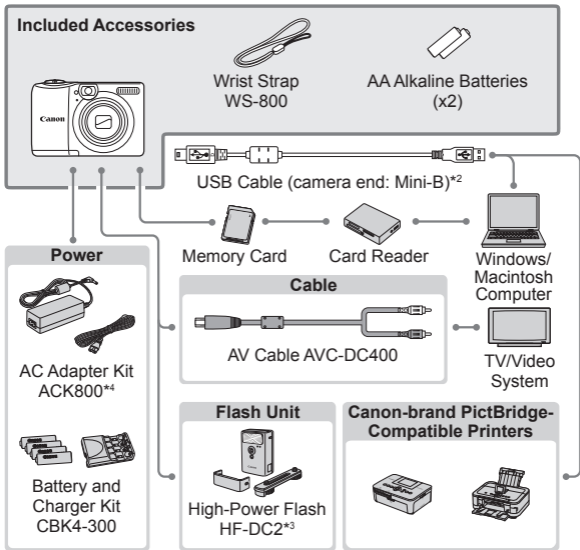 Included Accessories
Canon
Wrist Strap
WS-800
AA Alkaline Batteries
(x2)
USB Cable (camera end: Mini-B)*2
Memory Card
Card Reader
Windows/
Macintosh
Computer
Power
AC Adapter Kit
ACK800*4
Battery and
Charger Kit
CBK4-300
Cable
AV Cable AVC-DC400
TV/Video
System
Flash Unit
High-Power Flash
HF-DC2*3
Canon-brand PictBridge-
Compatible Printers